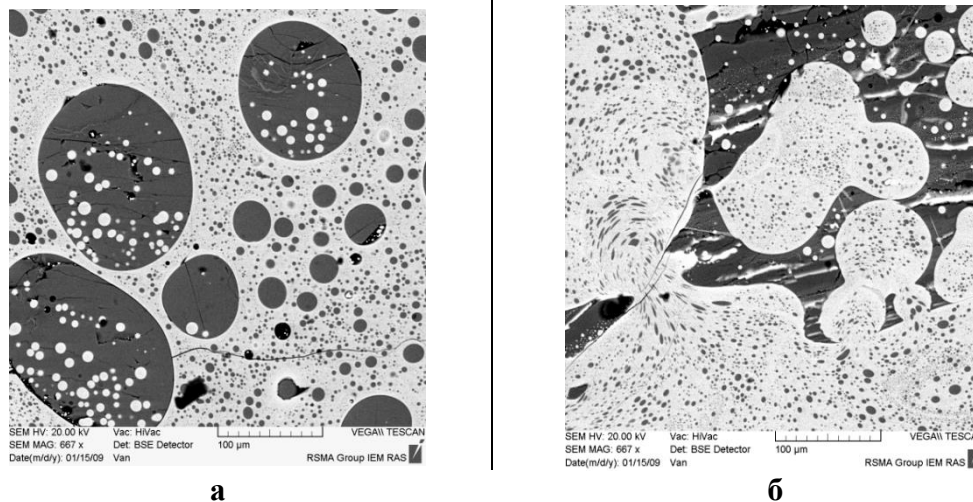 SEM HV: 20.00 kV Vac: HiVac VEGA\\ TESCAN
SEM MAG: 667 x Det: BSE Detector 100 µm
Date(m/d/y): 01/15/09 Van RSMA Group IEM RAS
SEM HV: 20.00 kV Vac: HiVac VEGA\\ TESCAN
SEM MAG: 667 x Det: BSE Detector 100 µm
Date(m/d/y): 01/15/09 Van RSMA Group IEM RAS
а
б